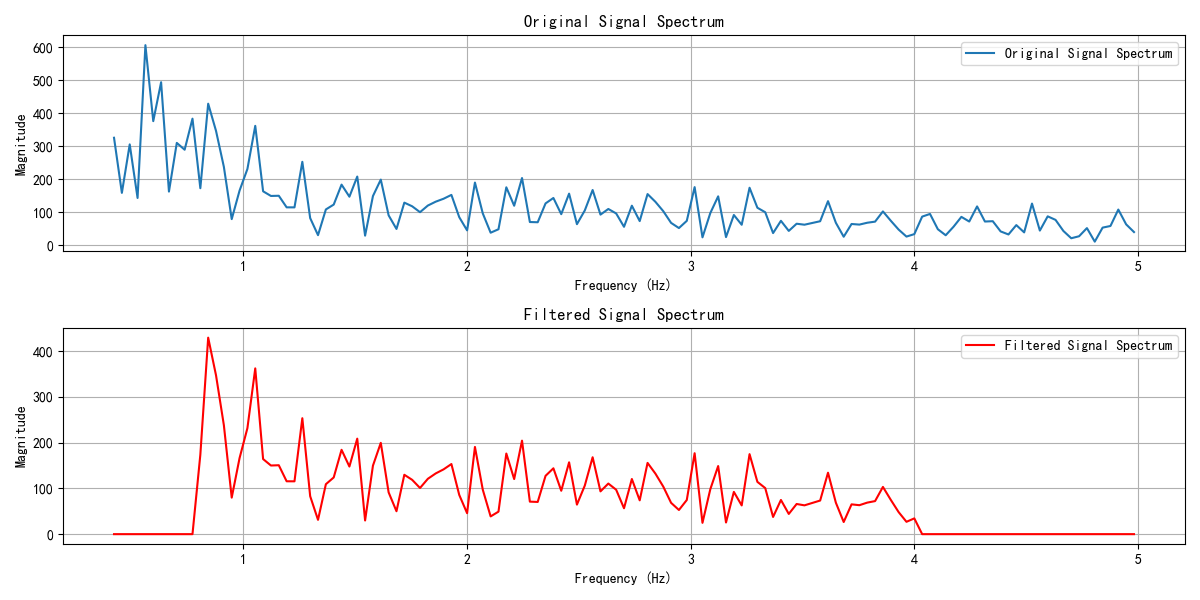 Original Signal Spectrum
Original Signal Spectrum
Magnitude
600
500
400
300
200
100
0
1 2 3 4 5
Frequency (Hz)
Filtered Signal Spectrum
Filtered Signal Spectrum
Magnitude
400
300
200
100
0
1 2 3 4 5
Frequency (Hz)